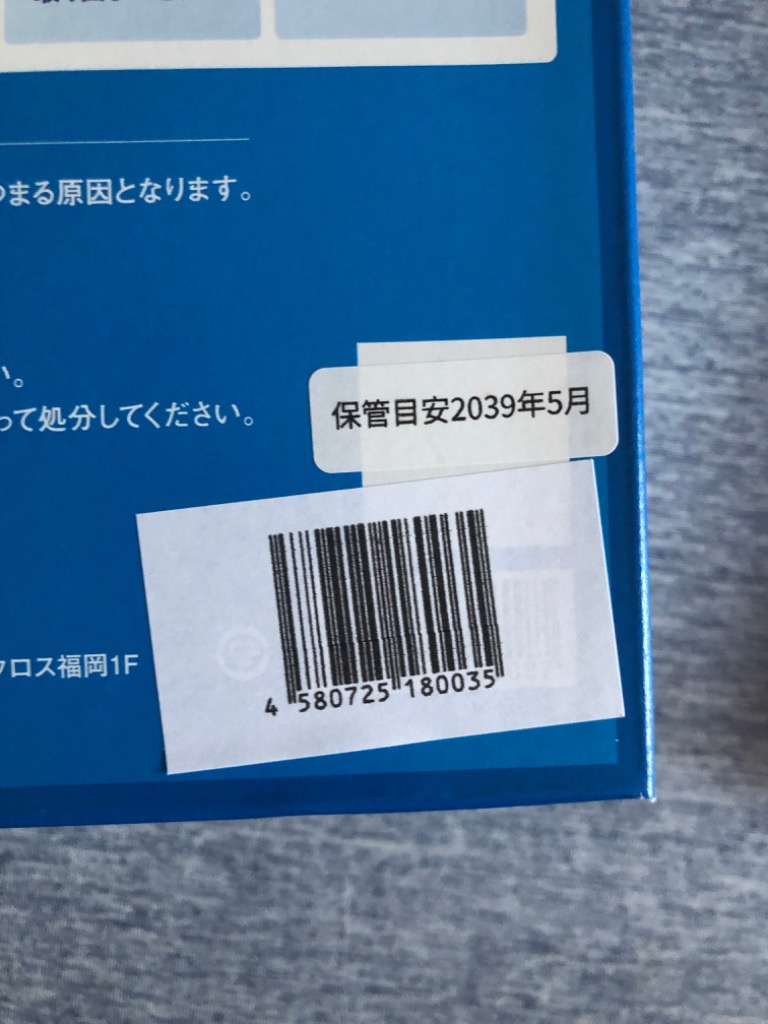 つまる原因となります。
い。
って処分してください。
保管目安2039年5月
クロス福岡1F
4 580725 180035